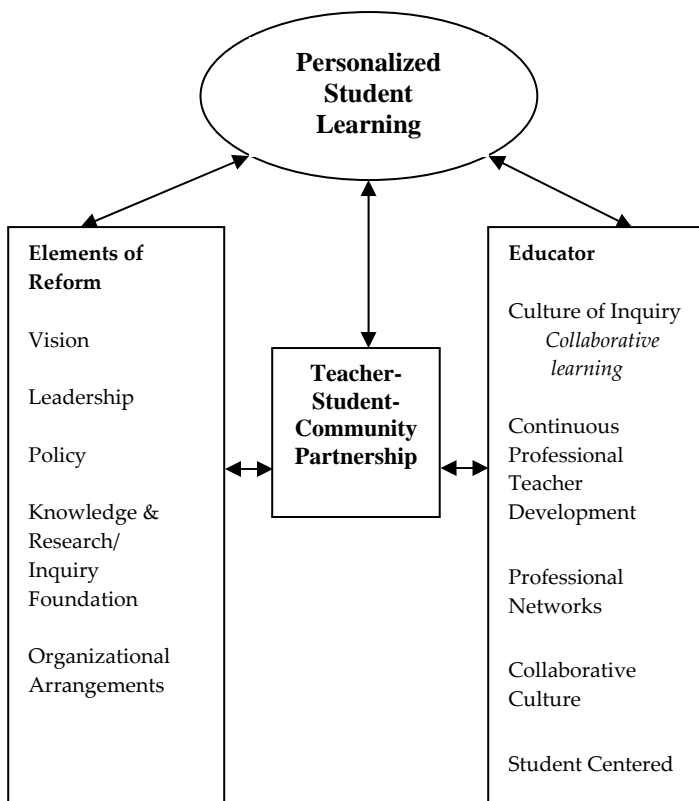 Personalized
Student
Learning
Elements of
Reform
Vision
Leadership
Policy
Knowledge &
Research/
Inquiry
Foundation
Organizational
Arrangements
Teacher-
Student-
Community
Partnership
Educator
Culture of Inquiry
Collaborative
learning
Continuous
Professional
Teacher
Development
Professional
Networks
Collaborative
Culture
Student Centered